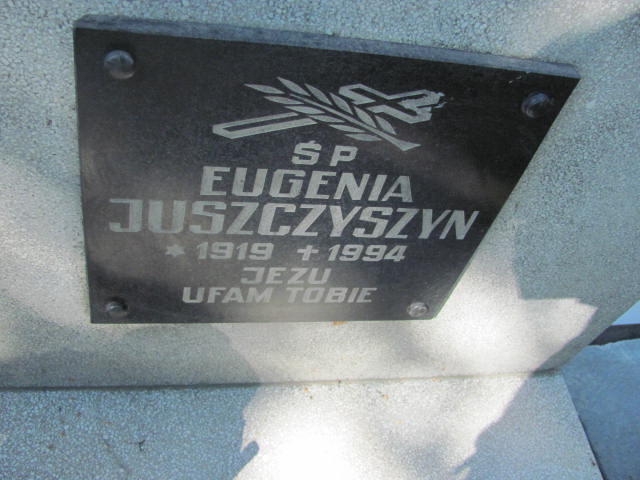 ŚP
EUGENIA
JUSZCZYSZYN
* 1919 + 1994
JEZU
UFAM TOBIE